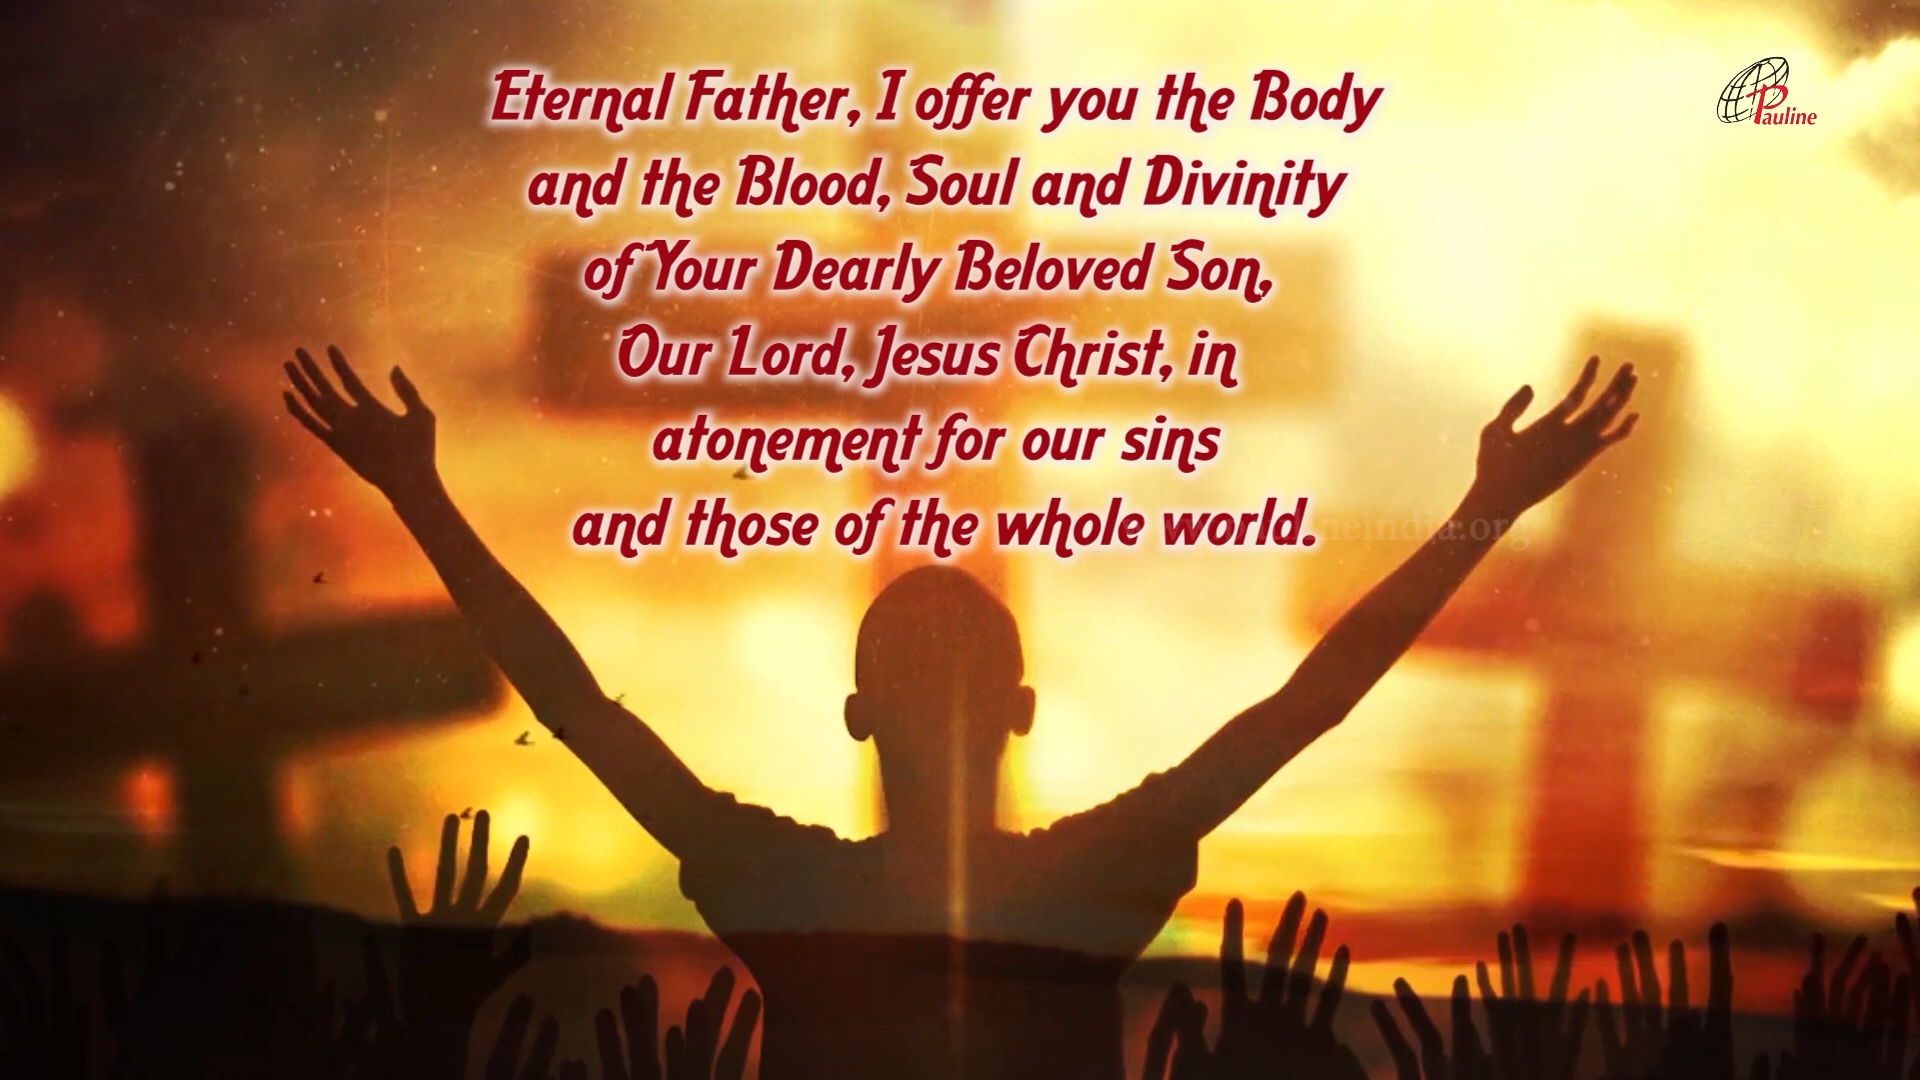 Eternal Father, I offer you the Body
and the Blood, Soul and Divinity
of Your Dearly Beloved Son,
Our Lord, Jesus Christ, in
atonement for our sins
and those of the whole world.
Pauline